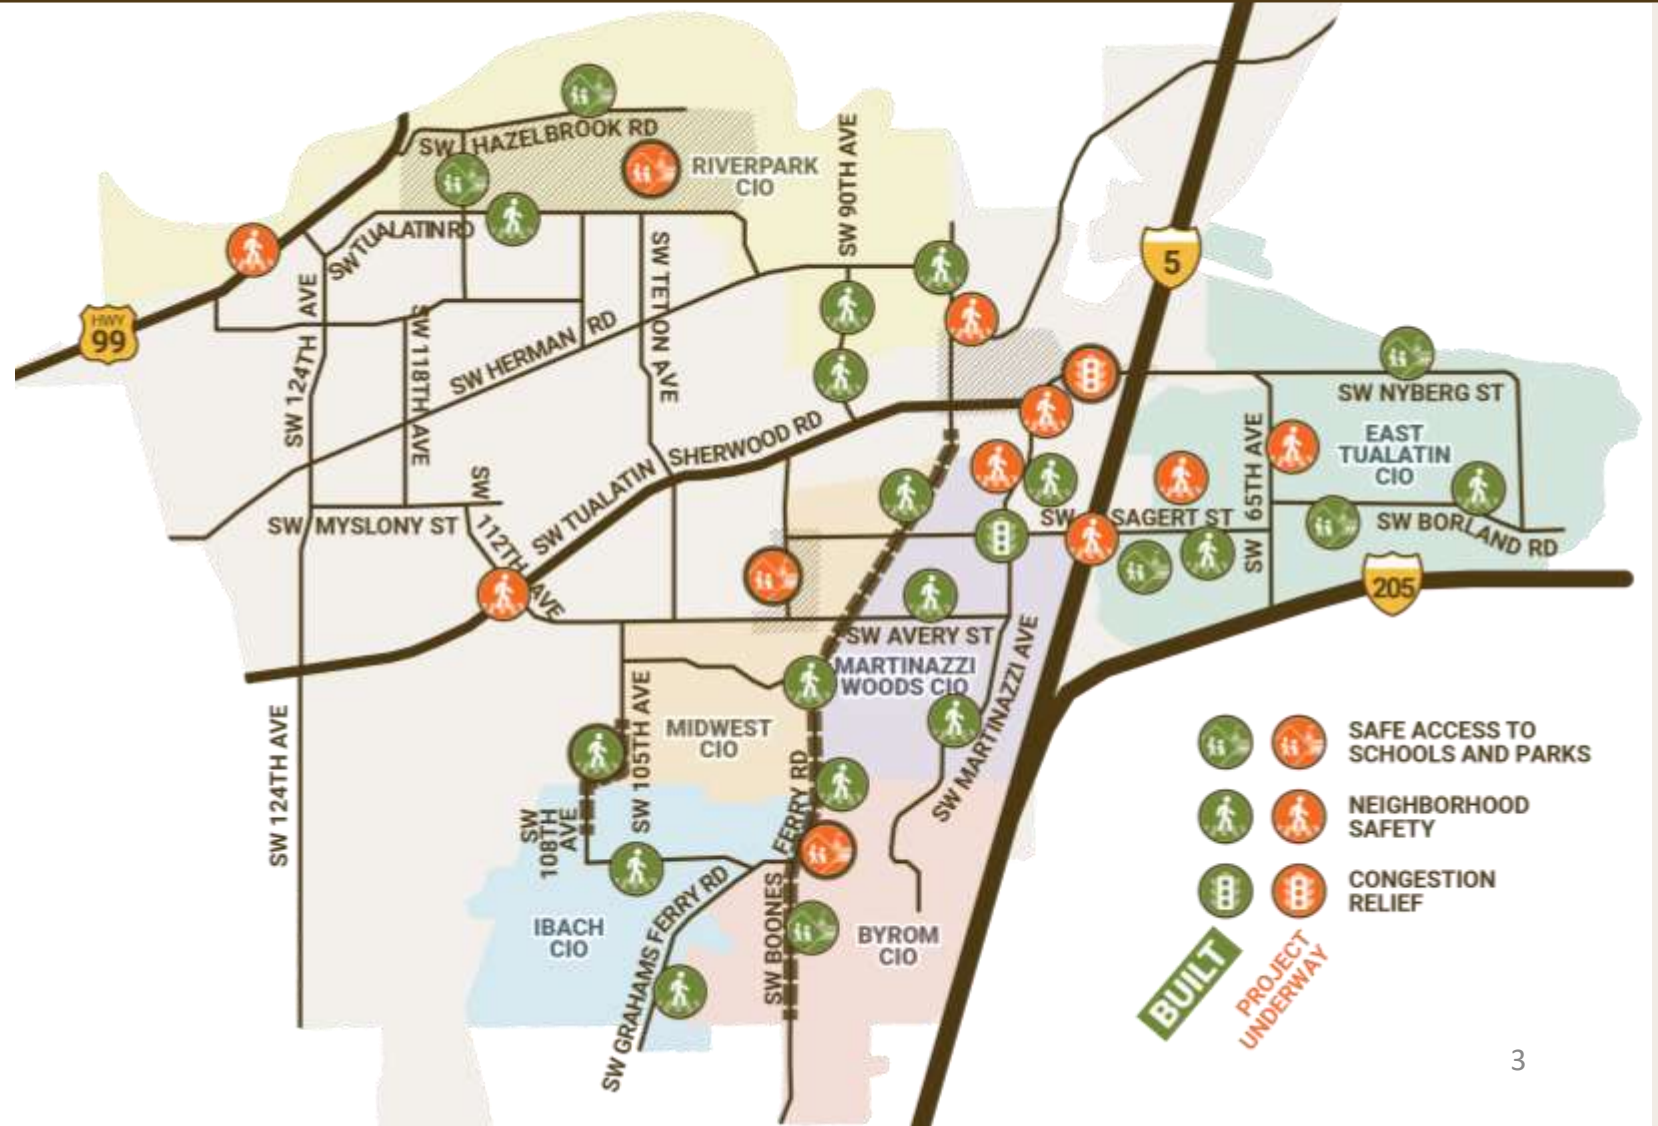 SW HAZELBROOK RD
RIVERPARK
CIO
SW 90TH AVE
SW TUALATIN RD
SW TETON AVE
5
HWY
99
SW 124TH AVE
SW 118TH AVE
SW HERMAN RD
SW NYBERG ST
SW TUALATIN SHERWOOD RD
EAST
TUALATIN
CIO
SW 65TH AVE
SW MYSLONY ST
SW 112TH AVE
SW SAGERT ST
SW BORLAND RD
205
SW AVERY ST
MARTINAZZI
WOODS CIO
SW MARTINAZZI AVE
SW 105TH AVE
MIDWEST
CIO
SW 124TH AVE
SW
108TH
AVE
SW BOONES FERRY RD
IBACH
CIO
SW GRAHAMS FERRY RD
BYROM
CIO
SAFE ACCESS TO
SCHOOLS AND PARKS
NEIGHBORHOOD
SAFETY
CONGESTION
RELIEF
BUILT
PROJECT
UNDERWAY
3